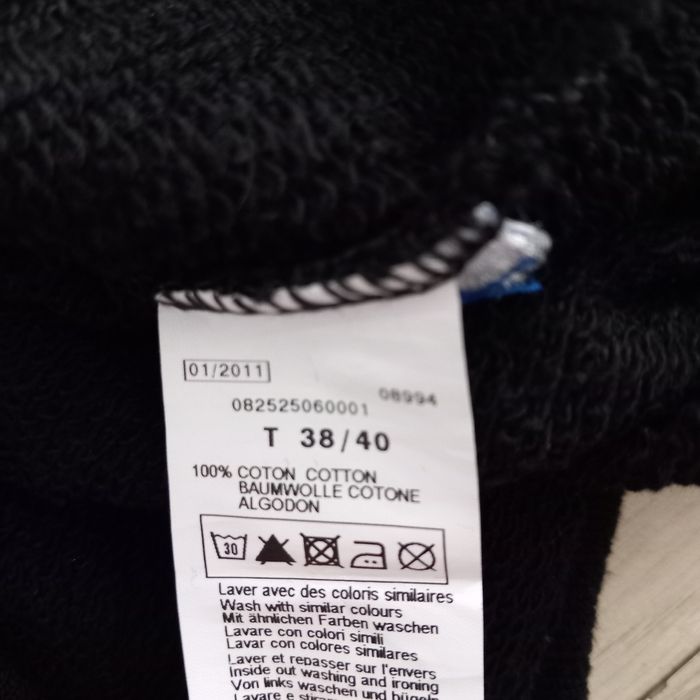 01/2011
08994
082525060001
T 38/40
100% COTON COTTON
BAUMWOLLE COTONE
ALGODON
30
Laver avec des coloris similaires
Wash with similar colours
Mit ähnlichen Farben waschen
Lavare con colori simili
Lavar con colores similares
Laver et repasser sur l'envers
Inside out washing and ironing
Von links waschen und bügeln
Lavare e